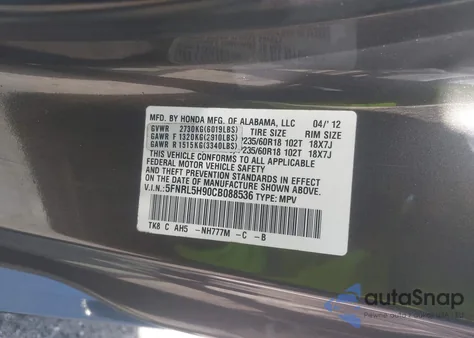 MFD. BY HONDA MFG. OF ALABAMA, LLC 04/'12
GVWR 2730KG(6019LBS) TIRE SIZE RIM SIZE
GAWR F 1320KG(2910LBS) P235/60R18 102T 18X7J
GAWR R 1515KG(3340LBS) P235/60R18 102T 18X7J
THIS VEHICLE CONFORMS TO ALL APPLICABLE
FEDERAL MOTOR VEHICLE SAFETY, BUMPER, AND
THEFT PREVENTION STANDARDS IN EFFECT ON THE
DATE OF MANUFACTURE SHOWN ABOVE.
V.I.N.: 5FNRL5H90CB088536 TYPE: MPV
TK8 C AH5 -NH777M -C -B
autoSnap